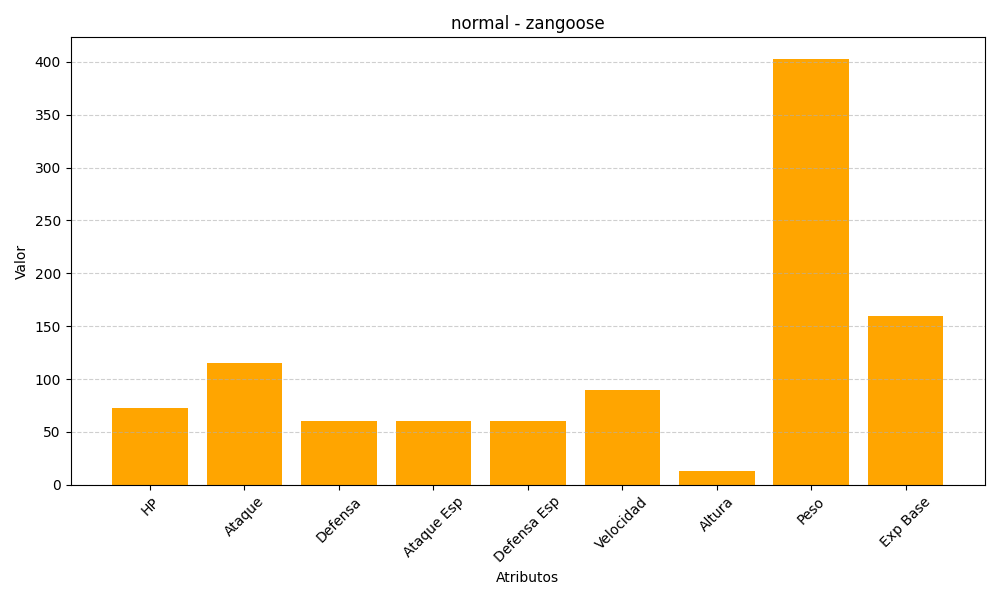 normal - zangoose
Valor
400
350
300
250
200
150
100
50
0
HP
Ataque
Defensa
Ataque Esp
Defensa Esp
Velocidad
Altura
Peso
Exp Base
Atributos